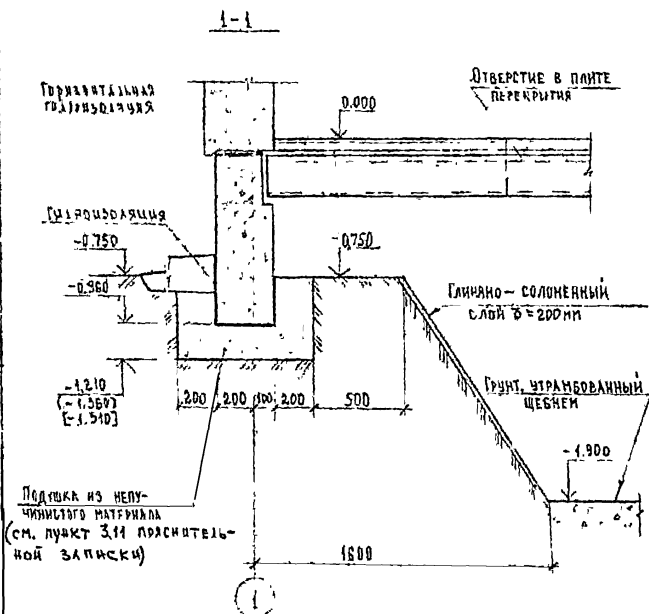 1-1
Горизонтальная
гидроизоляция
Отверстие в плите
перекрытия
0.000
Гидроизоляция
-0.750
-0.750
-0.960
Глиняно-соломенный
слой δ=200мм
-1.210
(-1.360)
[-1.510]
200
200
100
200
500
Грунт, утрамбованный
щебнем
-1.900
Подушка из непу-
чинистого материала
(см. пункт 3.11 пояснитель-
ной записки)
1600
1